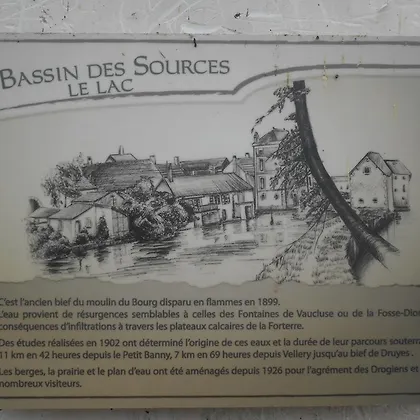 BASSIN DES SOURCES
LE LAC
C'est l'ancien bief du moulin du Bourg disparu en flammes en 1899.
L'eau provient de résurgences semblables à celles des Fontaines de Vaucluse ou de la Fosse-Dion
conséquences d'infiltrations à travers les plateaux calcaires de la Forterre.
Des études réalisées en 1902 ont déterminé l'origine de ces eaux et la durée de leur parcours souterr
11 km en 42 heures depuis le Petit Banny, 7 km en 69 heures depuis Vellery jusqu'au bief de Druyes.
Les berges, la prairie et le plan d'eau ont été aménagés depuis 1926 pour l'agrément des Drogiens et
nombreux visiteurs.